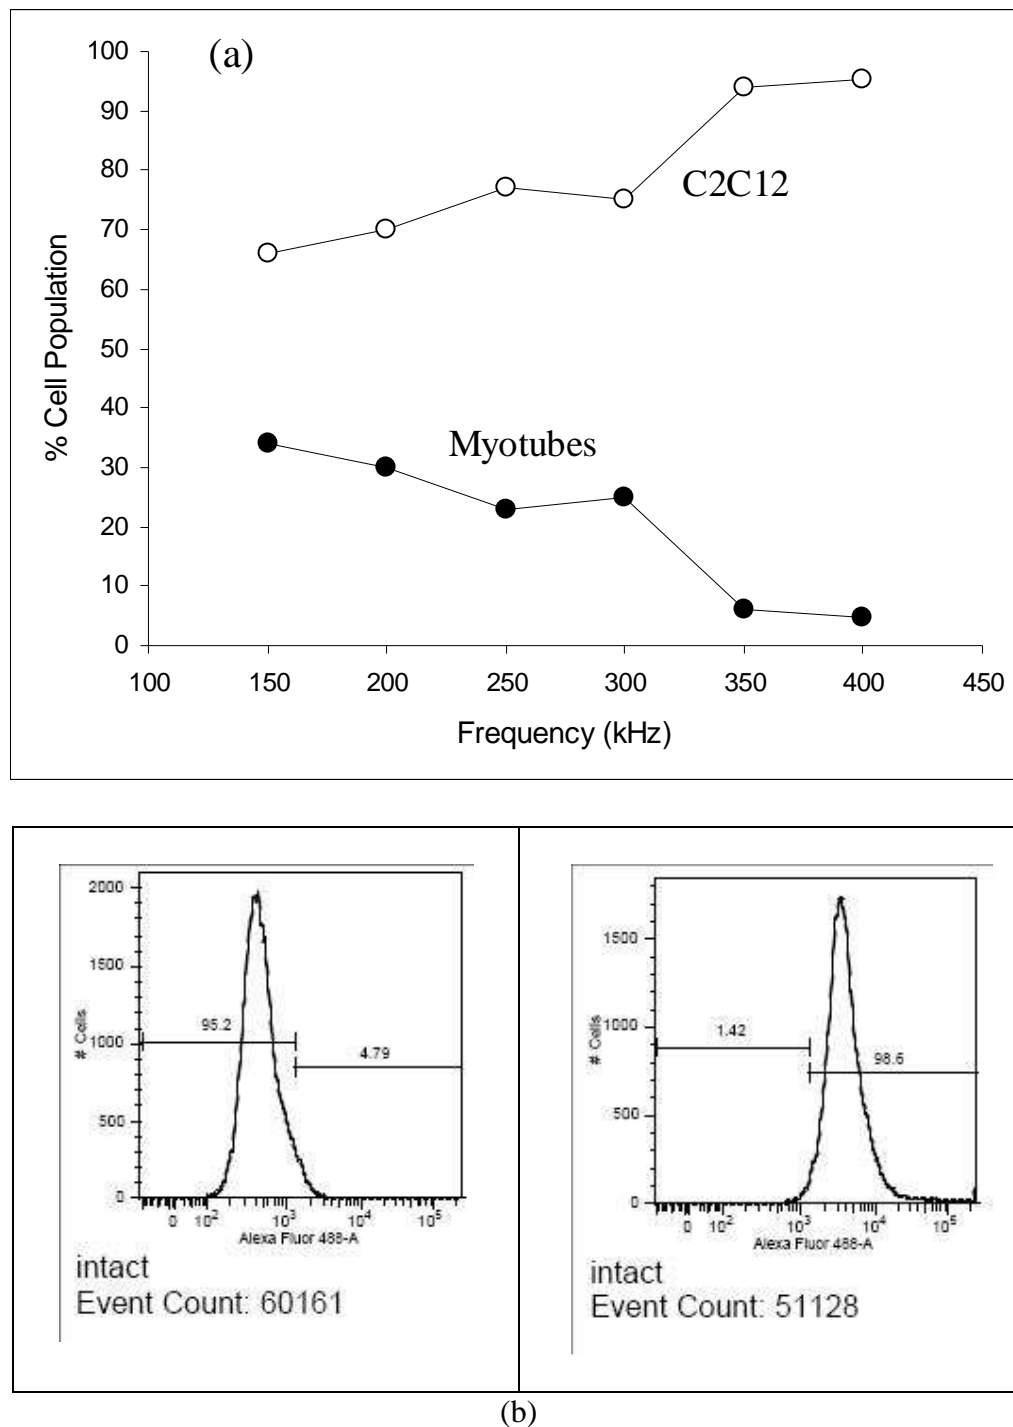 (a)
100
90
80
70
60
50
40
30
20
10
0
% Cell Population
C2C12
Myotubes
100 150 200 250 300 350 400 450
Frequency (kHz)
2000
1500
1000
500
0
# Cells
95.2
4.79
0 10² 10³ 10⁴ 10⁵
Alexa Fluor 488-A
intact
Event Count: 60161
1500
1000
500
0
# Cells
1.42
98.6
0 10² 10³ 10⁴ 10⁵
Alexa Fluor 488-A
intact
Event Count: 51128
(b)